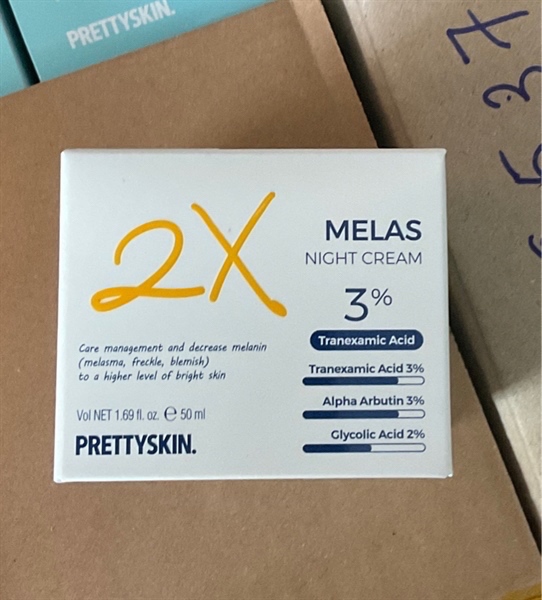 PRETTYSKIN.
637
2X
MELAS
NIGHT CREAM
3%
Tranexamic Acid
Tranexamic Acid 3%
Alpha Arbutin 3%
Glycolic Acid 2%
Care management and decrease melanin
(melasma, freckle, blemish)
to a higher level of bright skin
Vol NET 1.69 fl. oz. ℮ 50 ml
PRETTYSKIN.